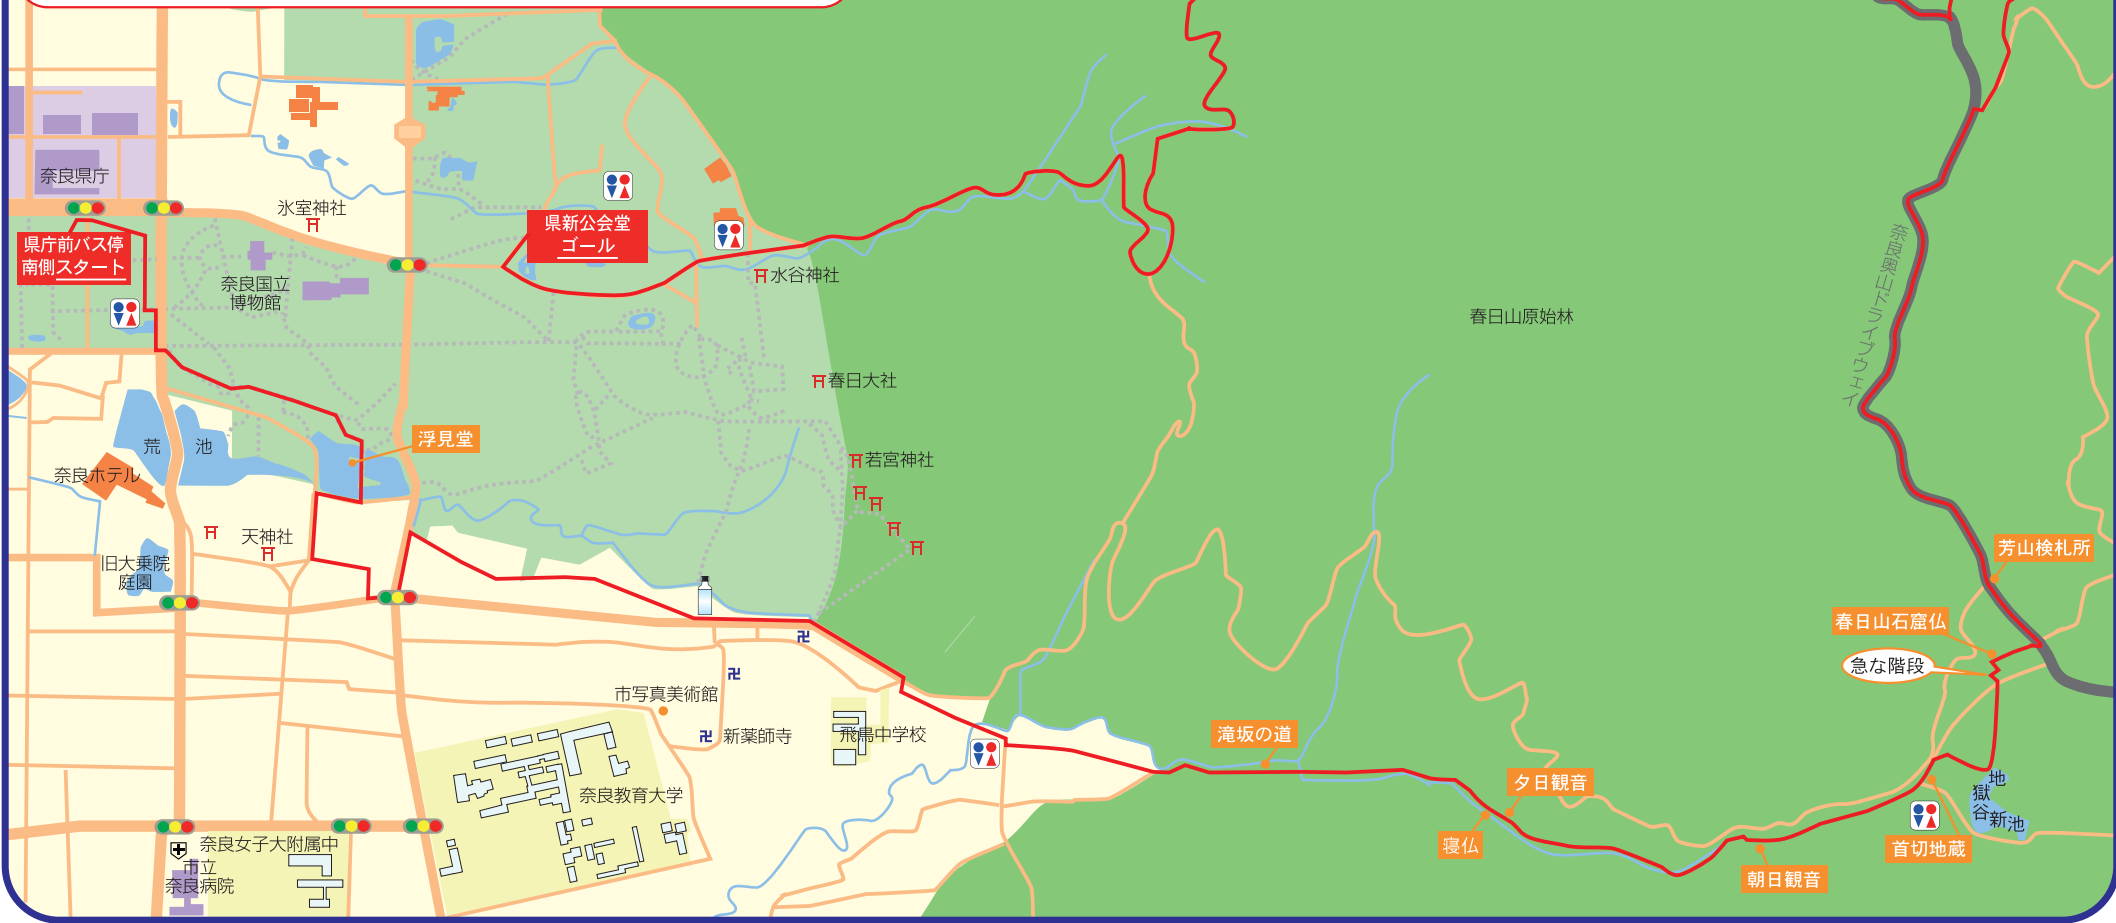 奈良県庁
氷室神社
県庁前バス停
南側スタート
奈良国立
博物館
県新公会堂
ゴール
水谷神社
春日山原始林
奈良奥山ドライブウェイ
春日大社
浮見堂
荒池
奈良ホテル
若宮神社
天神社
旧大乗院
庭園
芳山検札所
春日山石窟仏
急な階段
市写真美術館
新薬師寺
飛鳥中学校
滝坂の道
夕日観音
奈良教育大学
地獄谷新池
寝仏
首切地蔵
朝日観音
奈良女子大附属中
市立
奈良病院